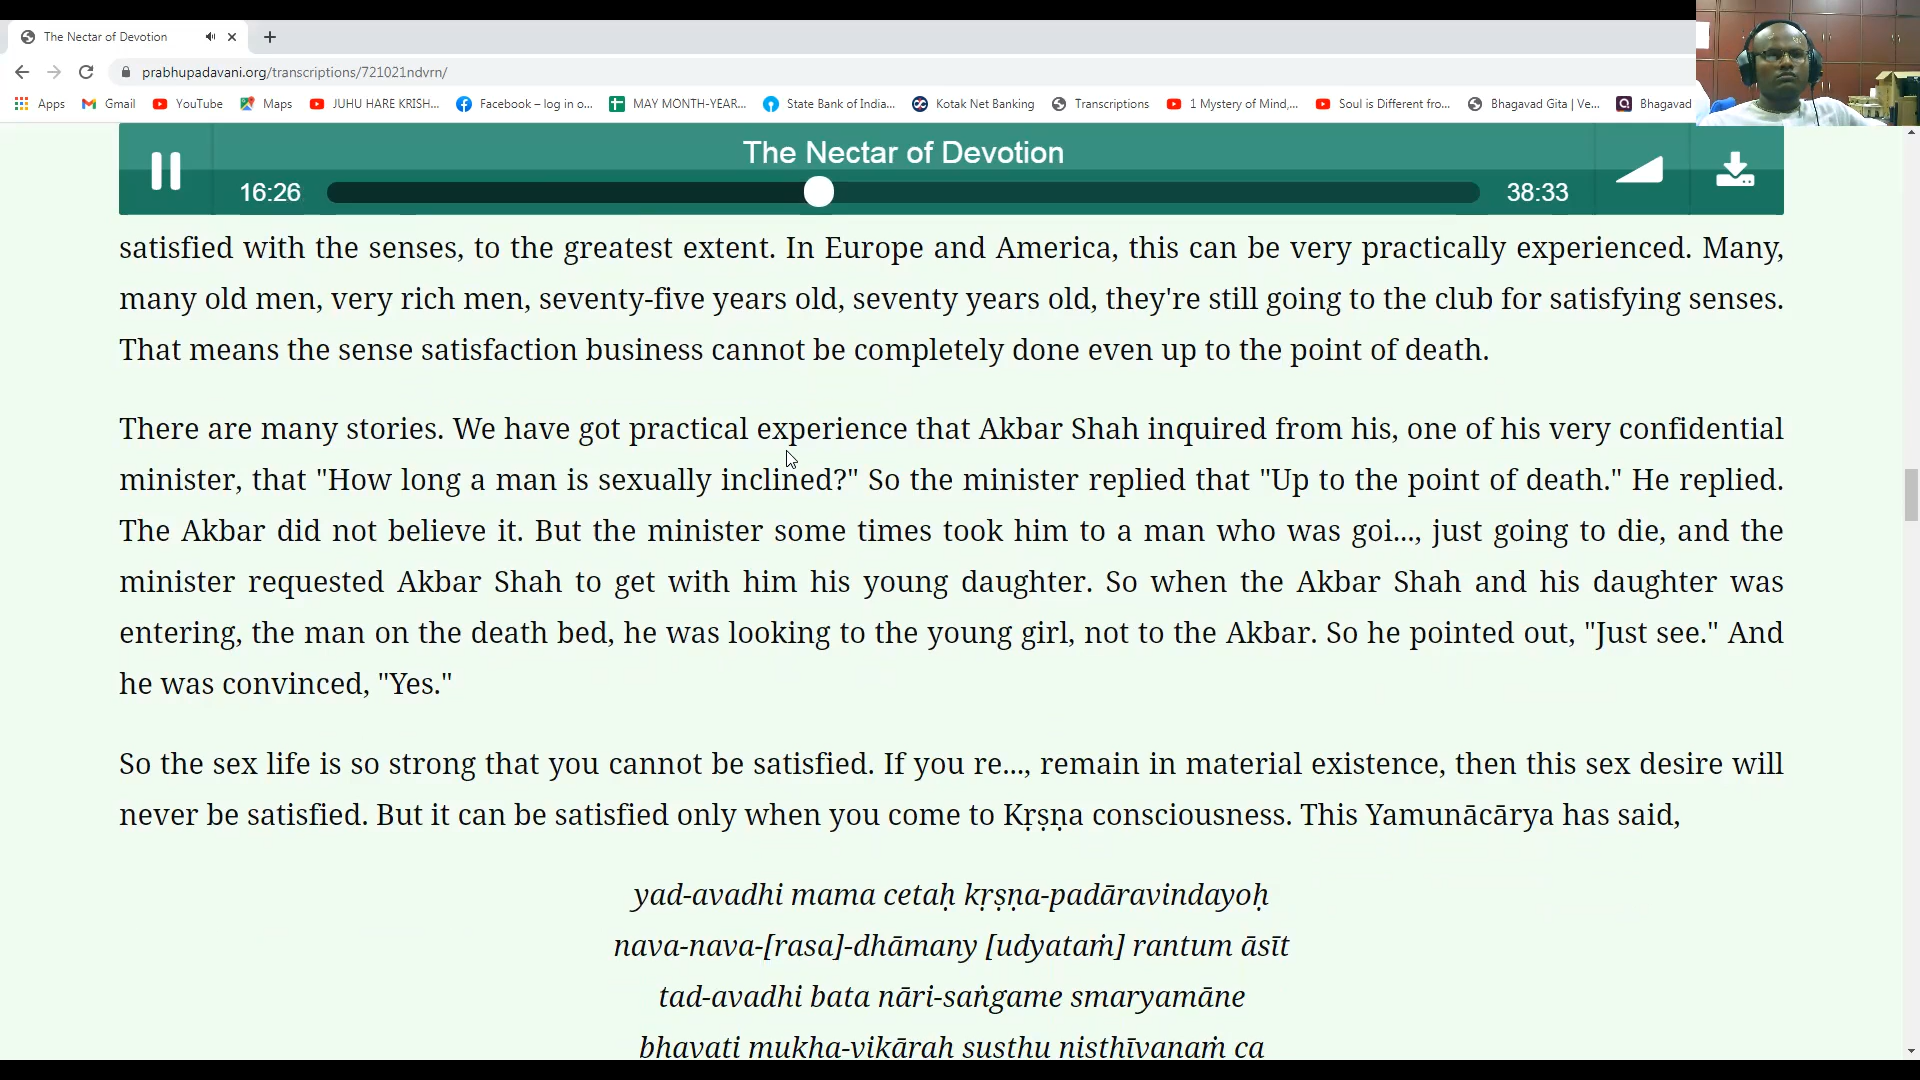 The Nectar of Devotion
prabhupadavani.org/transcriptions/721021ndvrn/
Apps Gmail YouTube Maps JUHU HARE KRISH... Facebook – log in o... MAY MONTH-YEAR... State Bank of India... Kotak Net Banking Transcriptions 1 Mystery of Mind,... Soul is Different fro... Bhagavad Gita | Ve... Bhagavad
The Nectar of Devotion
16:26 38:33
satisfied with the senses, to the greatest extent. In Europe and America, this can be very practically experienced. Many,
many old men, very rich men, seventy-five years old, seventy years old, they're still going to the club for satisfying senses.
That means the sense satisfaction business cannot be completely done even up to the point of death.
There are many stories. We have got practical experience that Akbar Shah inquired from his, one of his very confidential
minister, that "How long a man is sexually inclined?" So the minister replied that "Up to the point of death." He replied.
The Akbar did not believe it. But the minister some times took him to a man who was goi..., just going to die, and the
minister requested Akbar Shah to get with him his young daughter. So when the Akbar Shah and his daughter was
entering, the man on the death bed, he was looking to the young girl, not to the Akbar. So he pointed out, "Just see." And
he was convinced, "Yes."
So the sex life is so strong that you cannot be satisfied. If you re..., remain in material existence, then this sex desire will
never be satisfied. But it can be satisfied only when you come to Kṛṣṇa consciousness. This Yamunācārya has said,
yad-avadhi mama cetaḥ kṛṣṇa-padāravindayoḥ
nava-nava-[rasa]-dhāmany [udyataṁ] rantum āsīt
tad-avadhi bata nāri-saṅgame smaryamāne
bhavati mukha-vikārah susthu nisthīvanaṁ ca